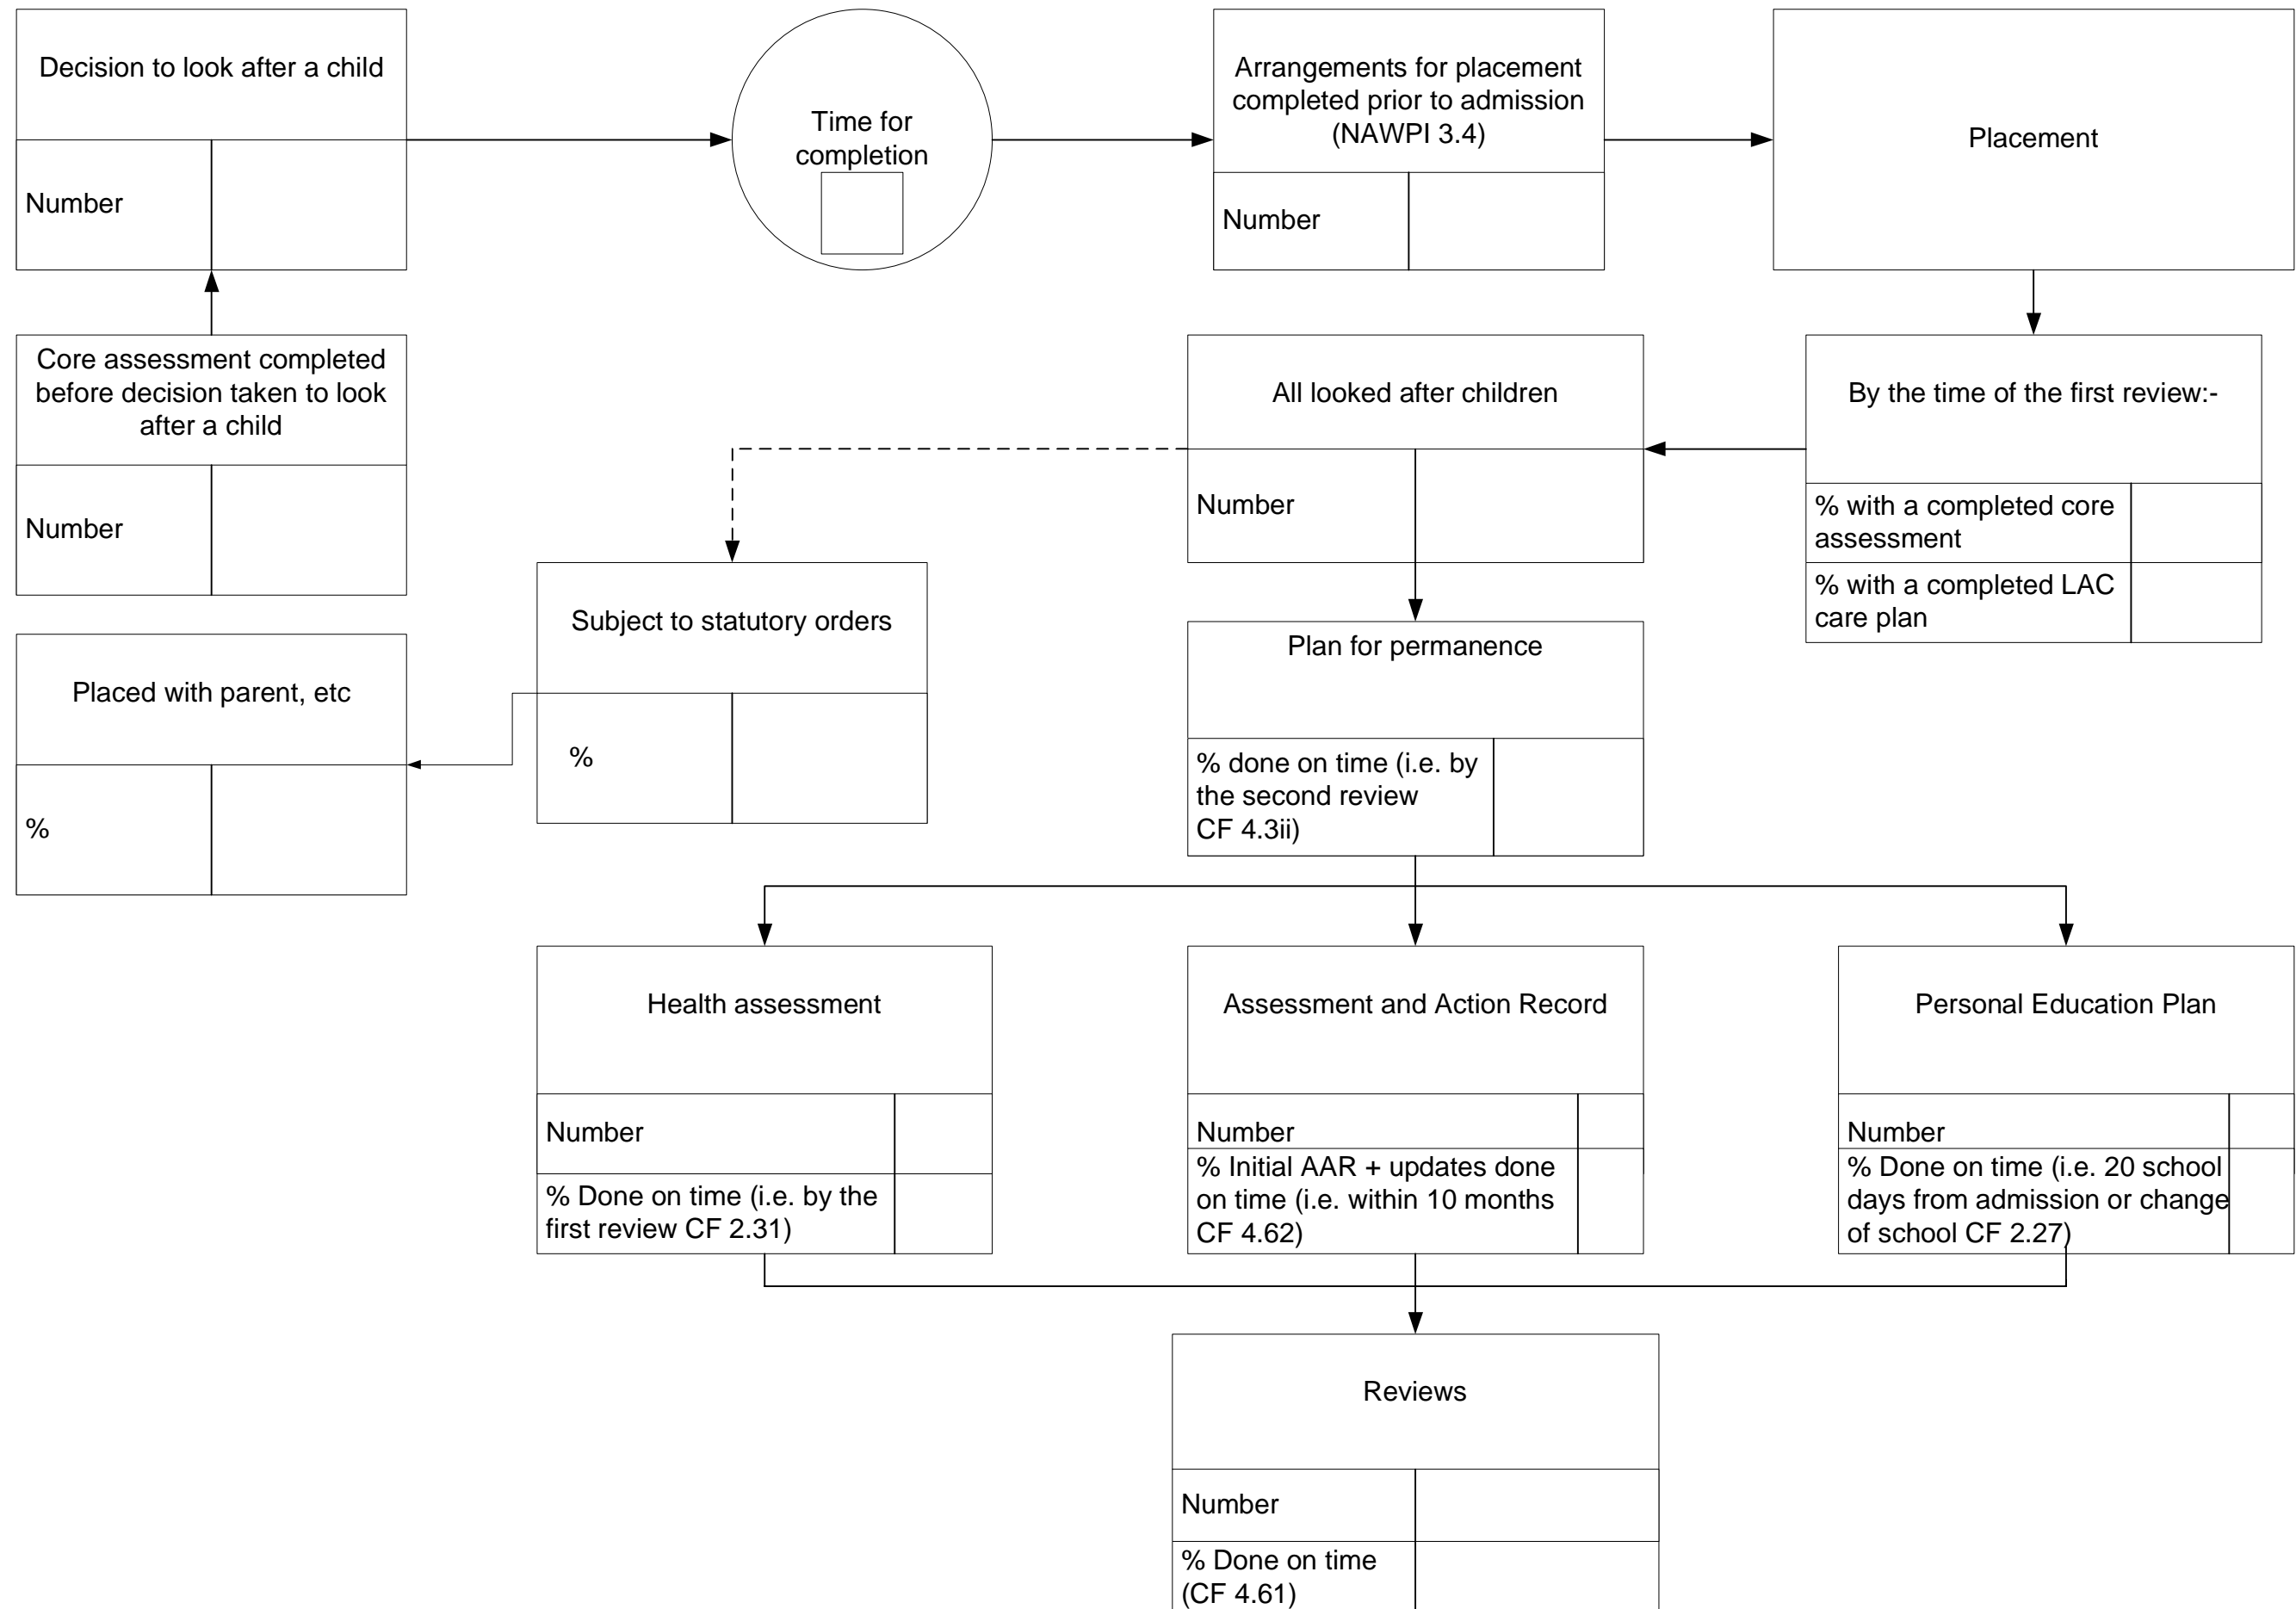 Decision to look after a child
Number
Time for
completion
Arrangements for placement
completed prior to admission
(NAWPI 3.4)
Number
Placement
Core assessment completed
before decision taken to look
after a child
Number
All looked after children
Number
By the time of the first review:-
% with a completed core
assessment
% with a completed LAC
care plan
Subject to statutory orders
%
Placed with parent, etc
%
Plan for permanence
% done on time (i.e. by
the second review
CF 4.3ii)
Health assessment
Number
% Done on time (i.e. by the
first review CF 2.31)
Assessment and Action Record
Number
% Initial AAR + updates done
on time (i.e. within 10 months
CF 4.62)
Personal Education Plan
Number
% Done on time (i.e. 20 school
days from admission or change
of school CF 2.27)
Reviews
Number
% Done on time
(CF 4.61)